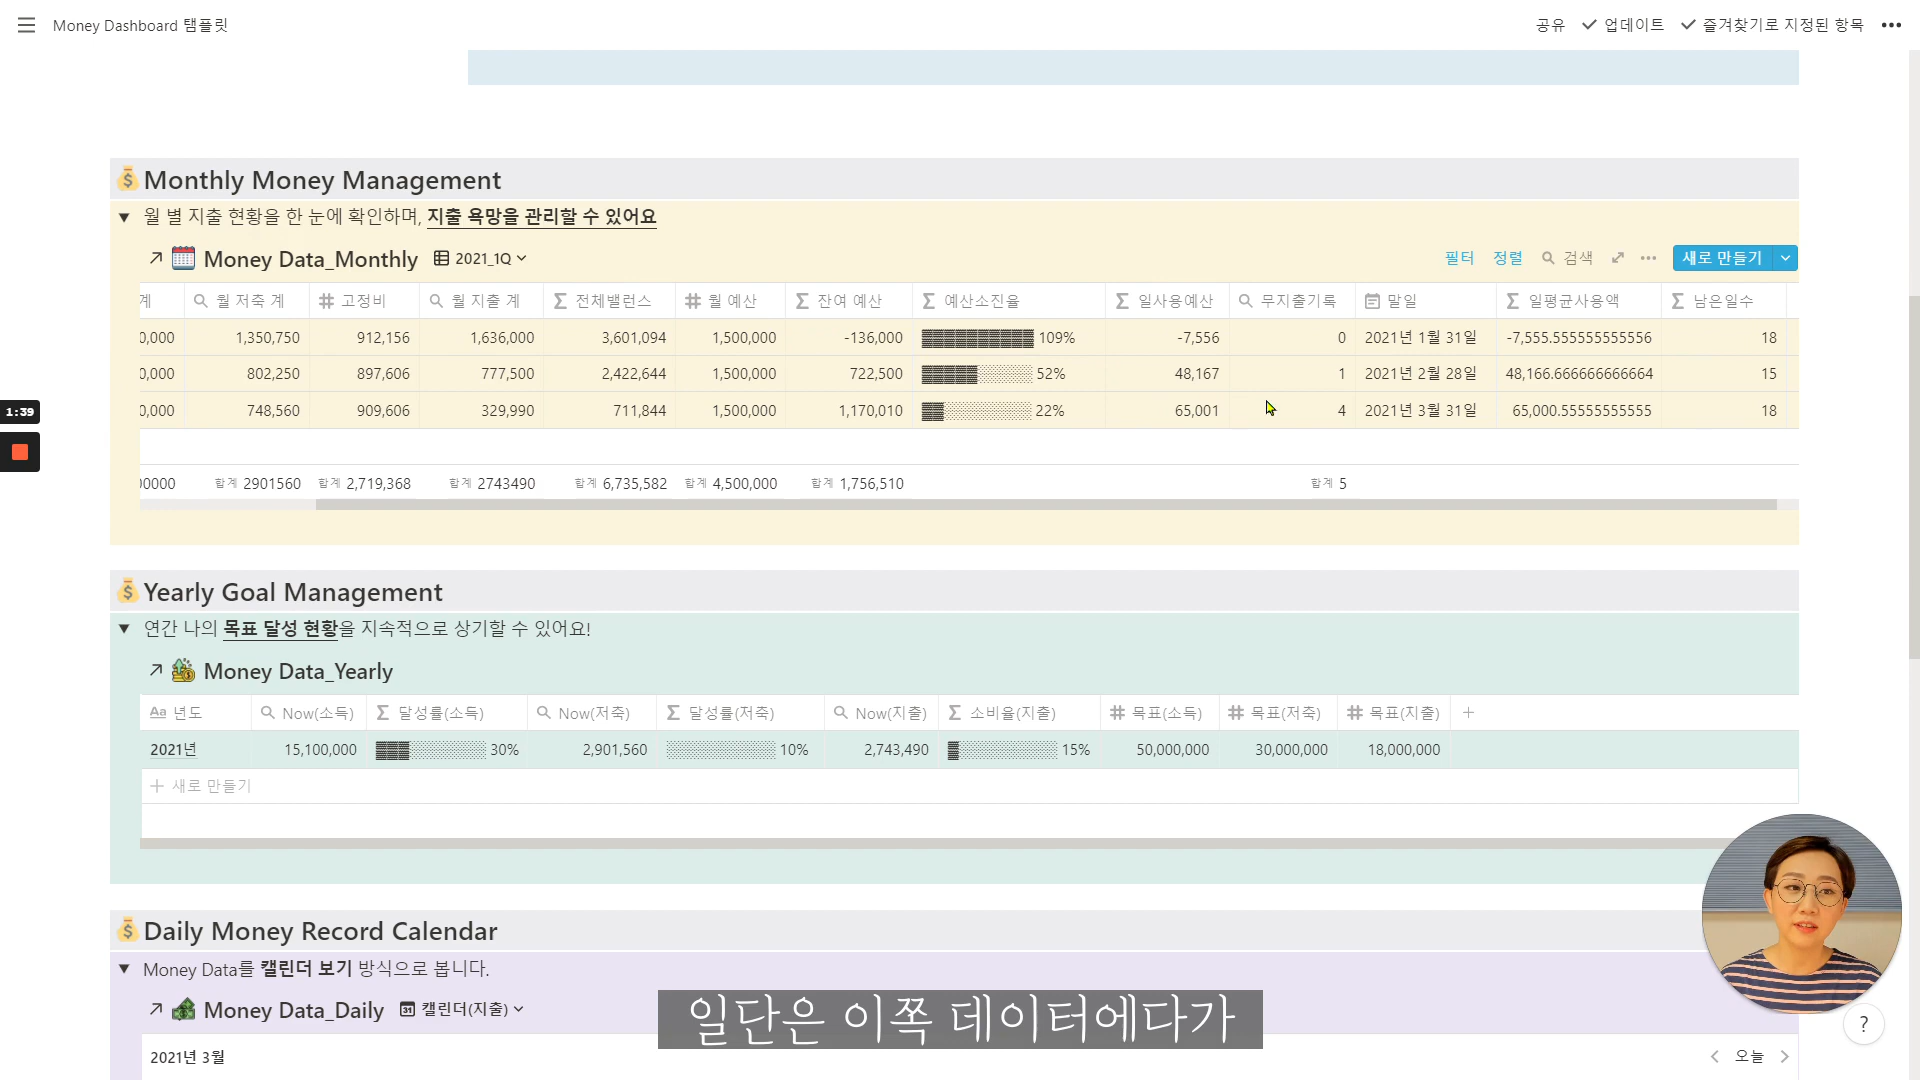 Money Dashboard 탬플릿
공유 업데이트 즐겨찾기로 지정된 항목
Monthly Money Management
월 별 지출 현황을 한 눈에 확인하며, 지출 욕망을 관리할 수 있어요
Money Data_Monthly 2021_1Q
필터 정렬 검색 새로 만들기
계 월 저축 계 고정비 월 지출 계 전체밸런스 월 예산 잔여 예산 예산소진율 일사용예산 무지출기록 말일 일평균사용액 남은일수
0,000 1,350,750 912,156 1,636,000 3,601,094 1,500,000 -136,000 109% -7,556 0 2021년 1월 31일 -7,555.555555555556 18
0,000 802,250 897,606 777,500 2,422,644 1,500,000 722,500 52% 48,167 1 2021년 2월 28일 48,166.666666666664 15
0,000 748,560 909,606 329,990 711,844 1,500,000 1,170,010 22% 65,001 4 2021년 3월 31일 65,000.55555555555 18
1:39
00000 합계 2901560 합계 2,719,368 합계 2743490 합계 6,735,582 합계 4,500,000 합계 1,756,510 합계 5
Yearly Goal Management
연간 나의 목표 달성 현황을 지속적으로 상기할 수 있어요!
Money Data_Yearly
Aa 년도 Now(소득) 달성률(소득) Now(저축) 달성률(저축) Now(지출) 소비율(지출) 목표(소득) 목표(저축) 목표(지출)
2021년 15,100,000 30% 2,901,560 10% 2,743,490 15% 50,000,000 30,000,000 18,000,000
새로 만들기
Daily Money Record Calendar
Money Data를 캘린더 보기 방식으로 봅니다.
Money Data_Daily 31 캘린더(지출)
일단은 이쪽 데이터에다가
?
2021년 3월 오늘